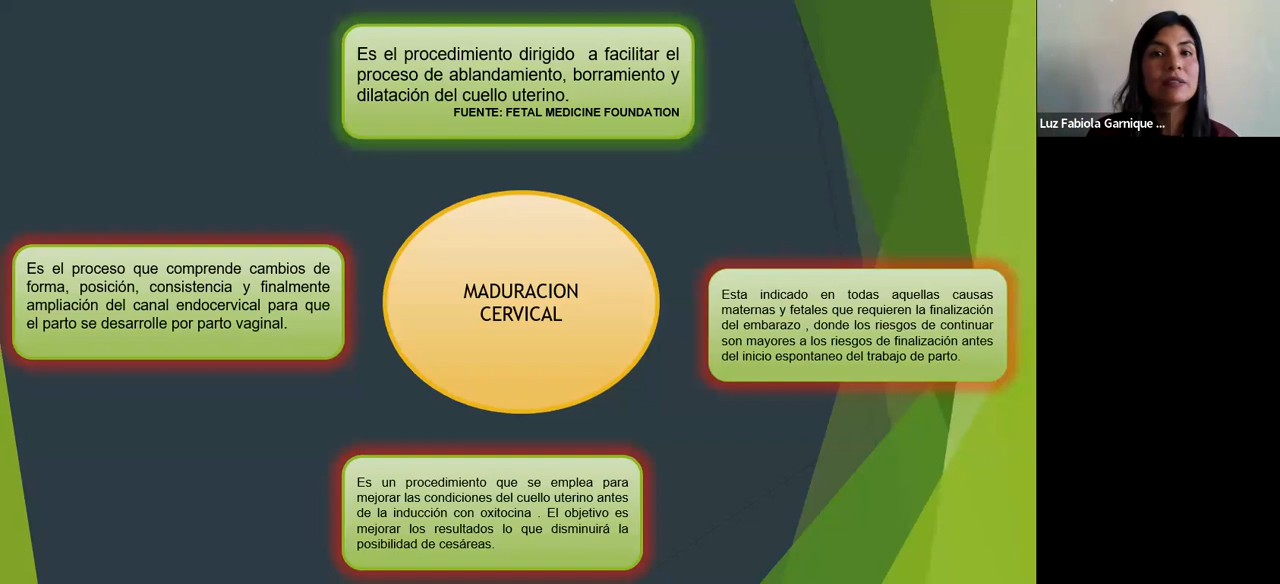 Es el procedimiento dirigido a facilitar el
proceso de ablandamiento, borramiento y
dilatación del cuello uterino.
FUENTE: FETAL MEDICINE FOUNDATION
Luz Fabiola Garnique ...
Es el proceso que comprende cambios de
forma, posición, consistencia y finalmente
ampliación del canal endocervical para que
el parto se desarrolle por parto vaginal.
MADURACION
CERVICAL
Esta indicado en todas aquellas causas
maternas y fetales que requieren la finalización
del embarazo , donde los riesgos de continuar
son mayores a los riesgos de finalización antes
del inicio espontaneo del trabajo de parto.
Es un procedimiento que se emplea para
mejorar las condiciones del cuello uterino antes
de la inducción con oxitocina . El objetivo es
mejorar los resultados lo que disminuirá la
posibilidad de cesáreas.